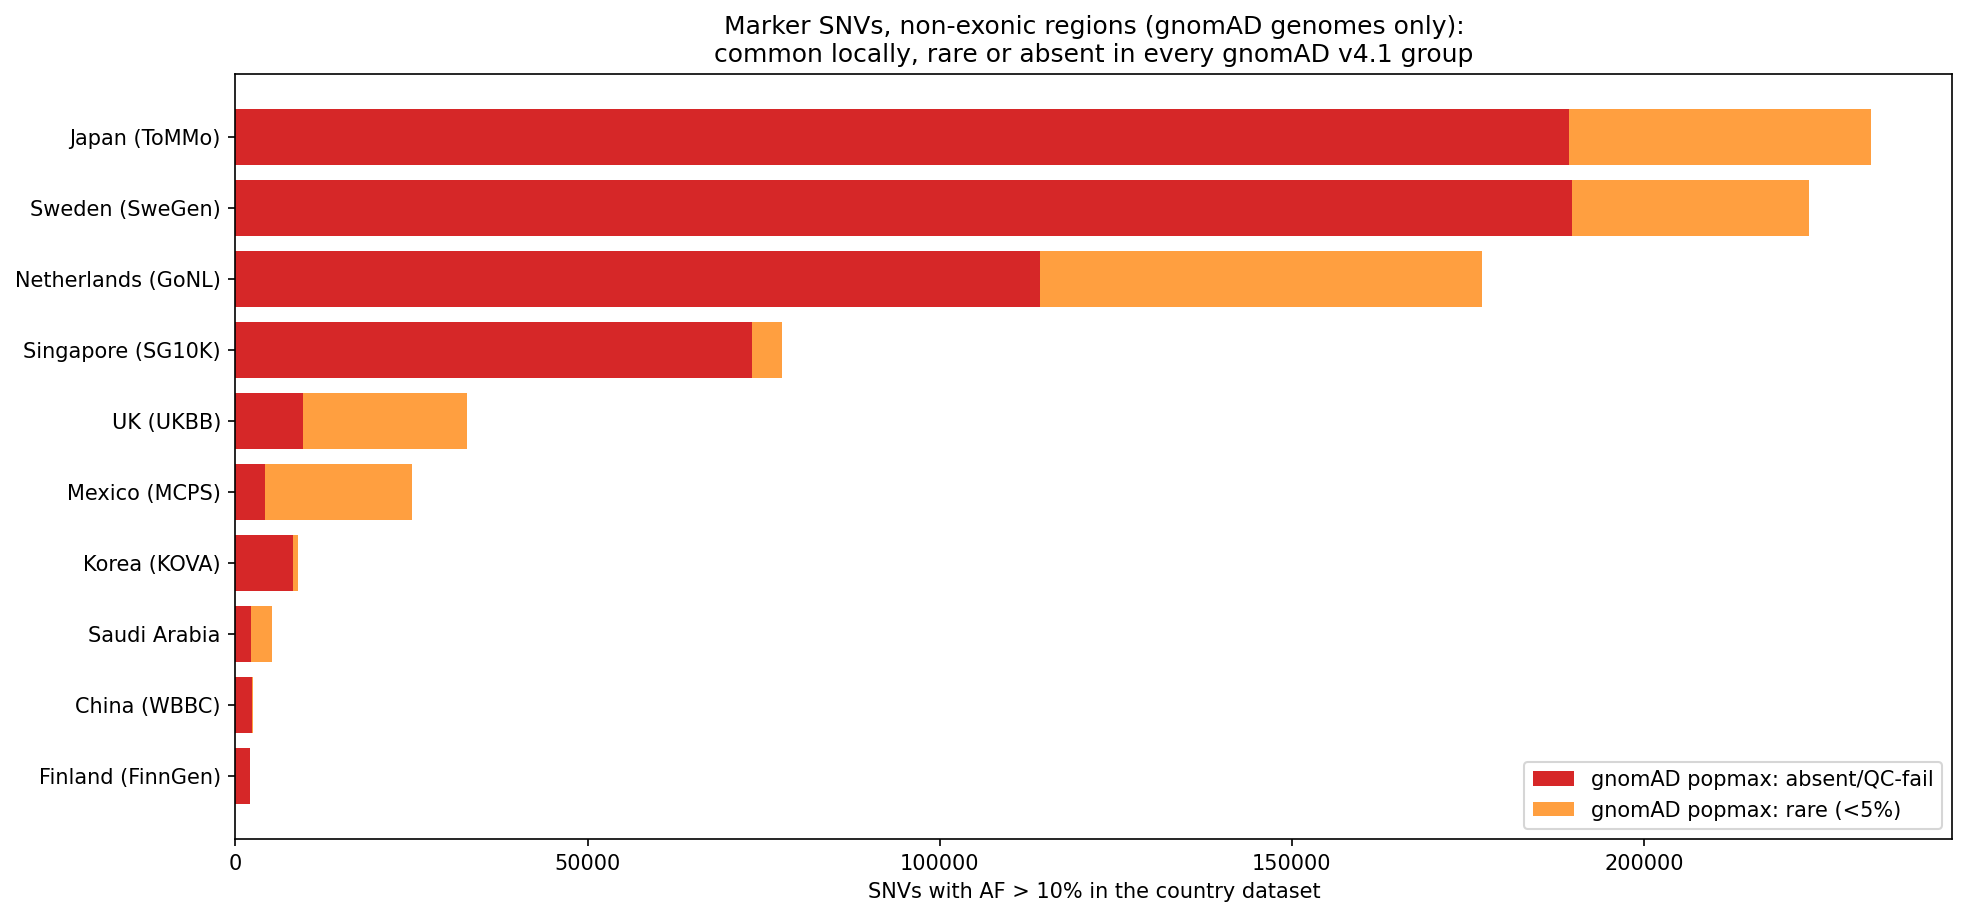 Marker SNVs, non-exonic regions (gnomAD genomes only):
common locally, rare or absent in every gnomAD v4.1 group
Japan (ToMMo)
Sweden (SweGen)
Netherlands (GoNL)
Singapore (SG10K)
UK (UKBB)
Mexico (MCPS)
Korea (KOVA)
Saudi Arabia
China (WBBC)
Finland (FinnGen)
gnomAD popmax: absent/QC-fail
gnomAD popmax: rare (<5%)
0 50000 100000 150000 200000
SNVs with AF > 10% in the country dataset